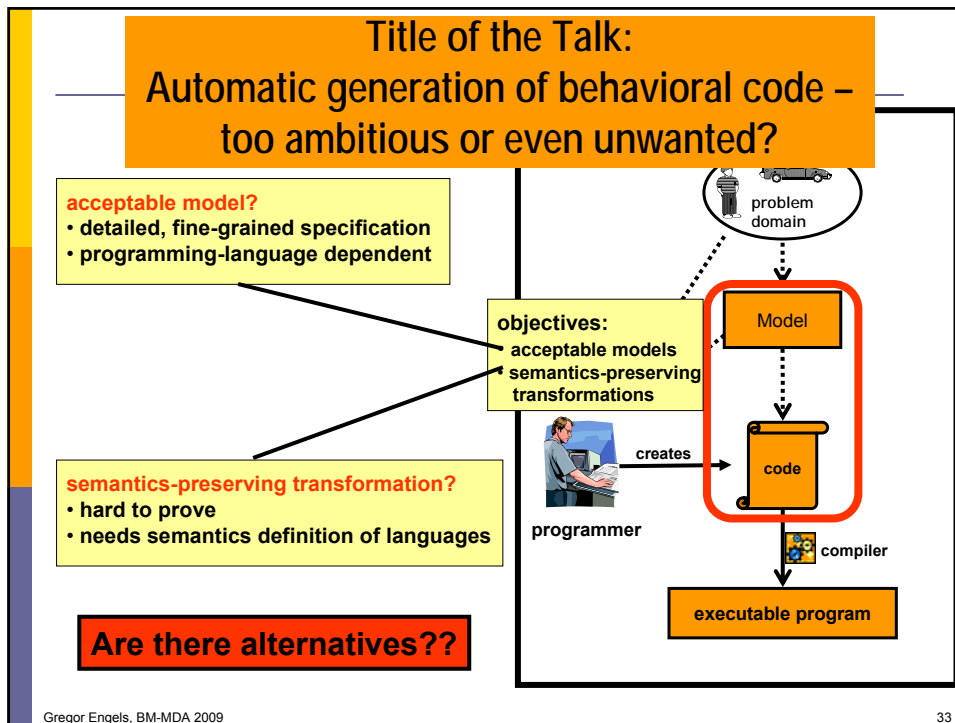 Title of the Talk:
Automatic generation of behavioral code –
too ambitious or even unwanted?
acceptable model?
• detailed, fine-grained specification
• programming-language dependent
problem
domain
objectives:
• acceptable models
• semantics-preserving
transformations
Model
creates
code
programmer
semantics-preserving transformation?
• hard to prove
• needs semantics definition of languages
compiler
executable program
Are there alternatives??
Gregor Engels, BM-MDA 2009
33